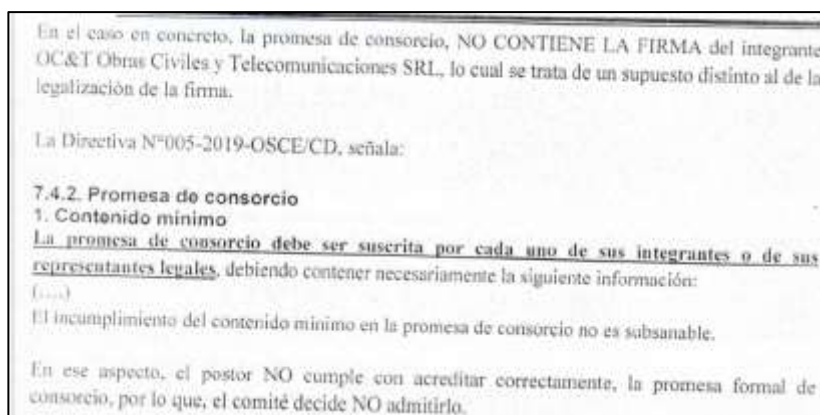 En el caso en concreto, la promesa de consorcio, NO CONTIENE LA FIRMA del integrante
OC&T Obras Civiles y Telecomunicaciones SRL, lo cual se trata de un supuesto distinto al de la
legalización de la firma.
La Directiva N°005-2019-OSCE/CD, señala:
7.4.2. Promesa de consorcio
1. Contenido mínimo
La promesa de consorcio debe ser suscrita por cada uno de sus integrantes o de sus
representantes legales, debiendo contener necesariamente la siguiente información:
(.....)
El incumplimiento del contenido mínimo en la promesa de consorcio no es subsanable.
En ese aspecto, el postor NO cumple con acreditar correctamente, la promesa formal de
consorcio, por lo que, el comité decide NO admitirlo.